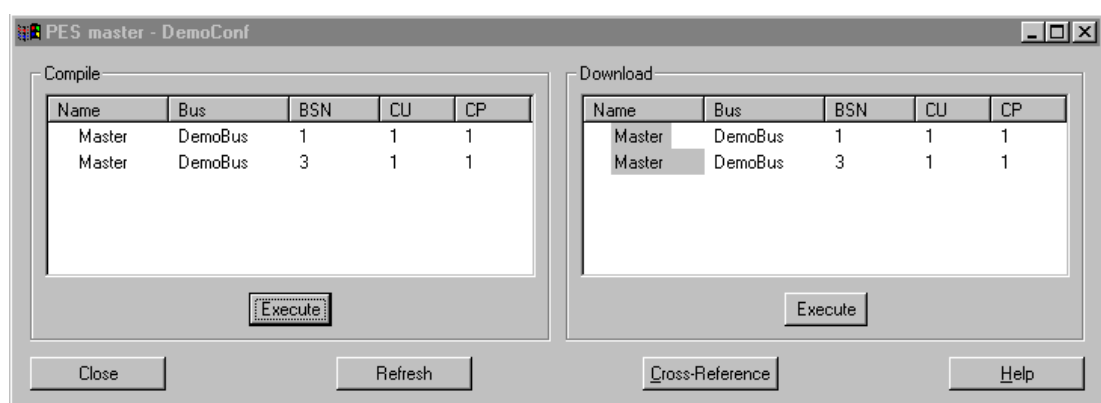 PES master - DemoConf
Compile
Name Bus BSN CU CP
Master DemoBus 1 1 1
Master DemoBus 3 1 1
Execute
Download
Name Bus BSN CU CP
Master DemoBus 1 1 1
Master DemoBus 3 1 1
Execute
Close Refresh Cross-Reference Help